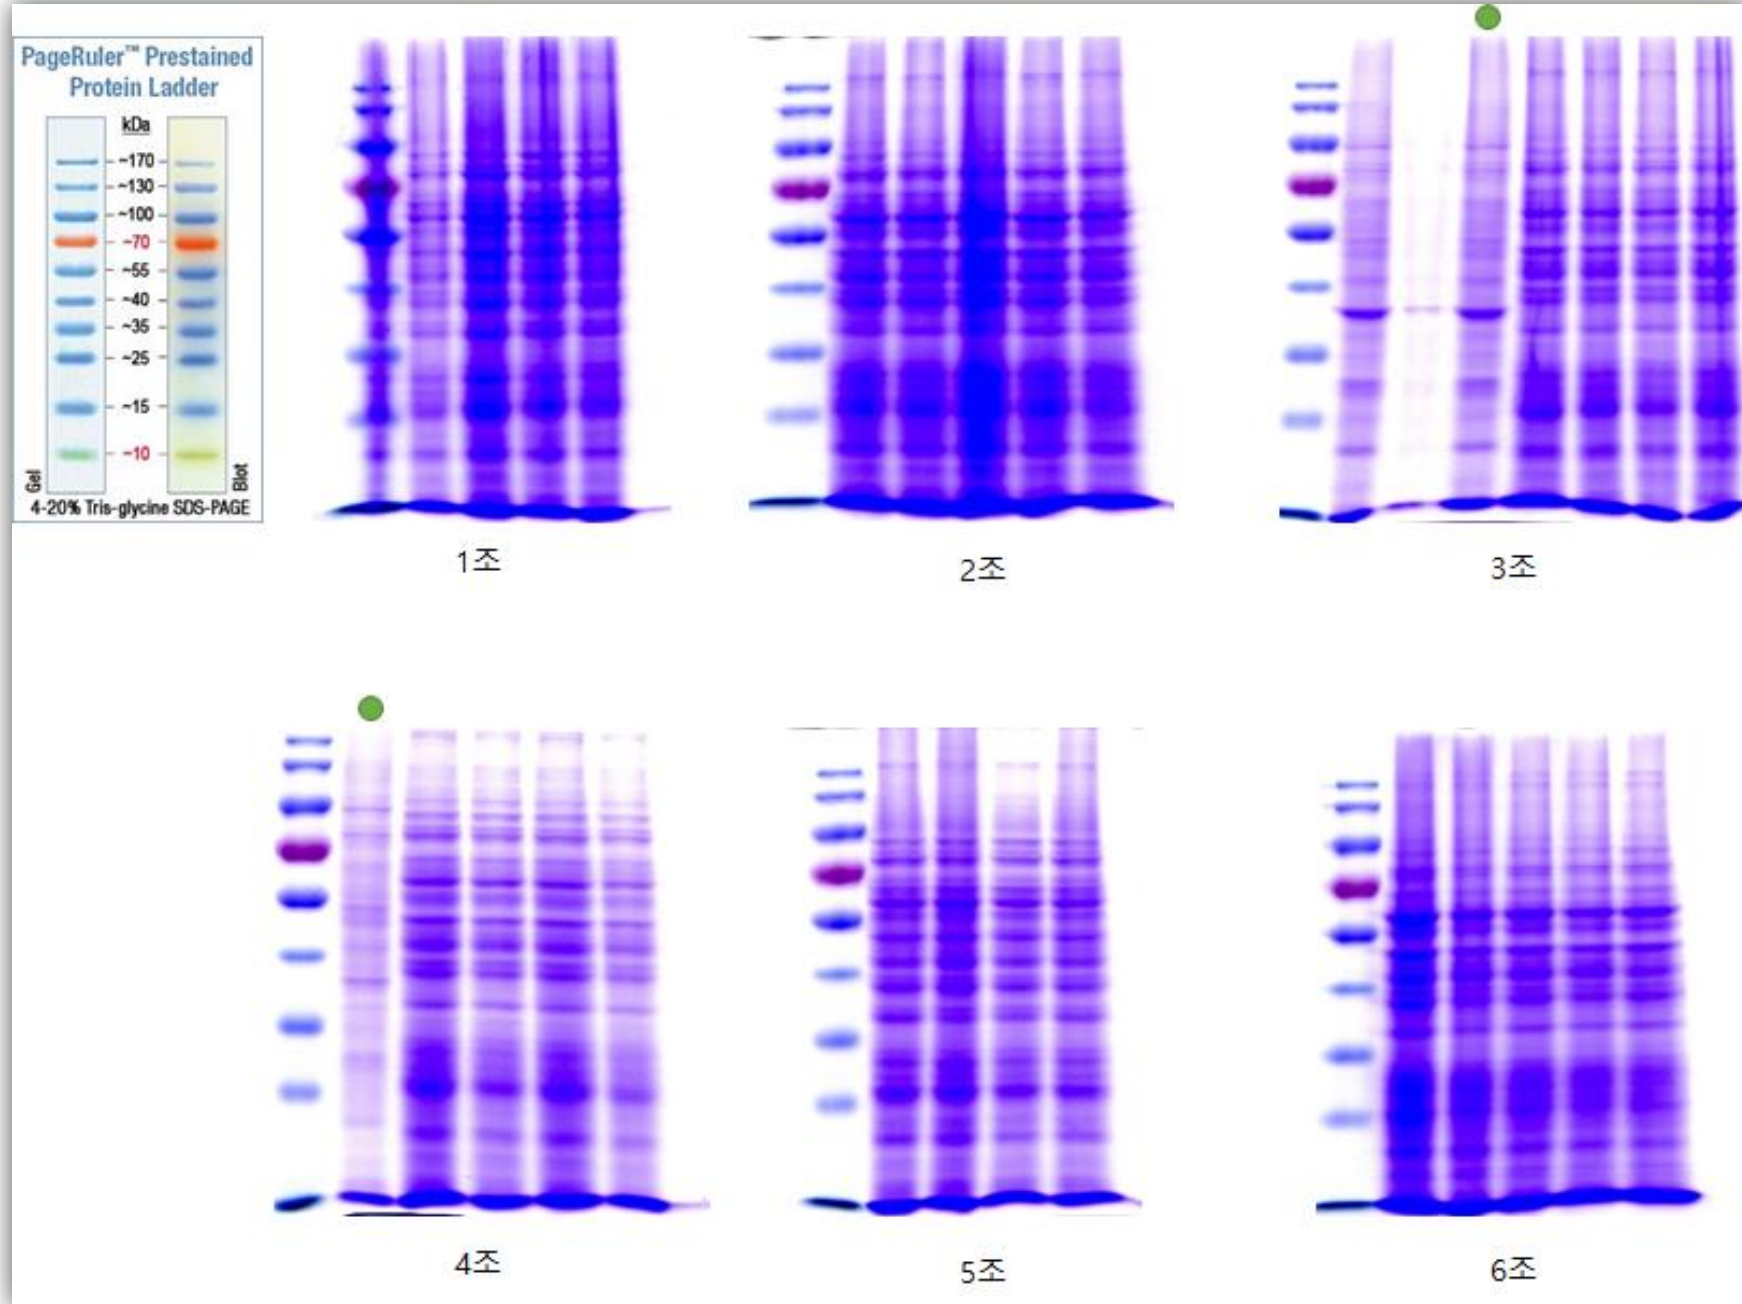 PageRuler™ Prestained
Protein Ladder
kDa
~170
~130
~100
~70
~55
~40
~35
~25
~15
~10
Gel
Blot
4-20% Tris-glycine SDS-PAGE
1조
2조
3조
4조
5조
6조